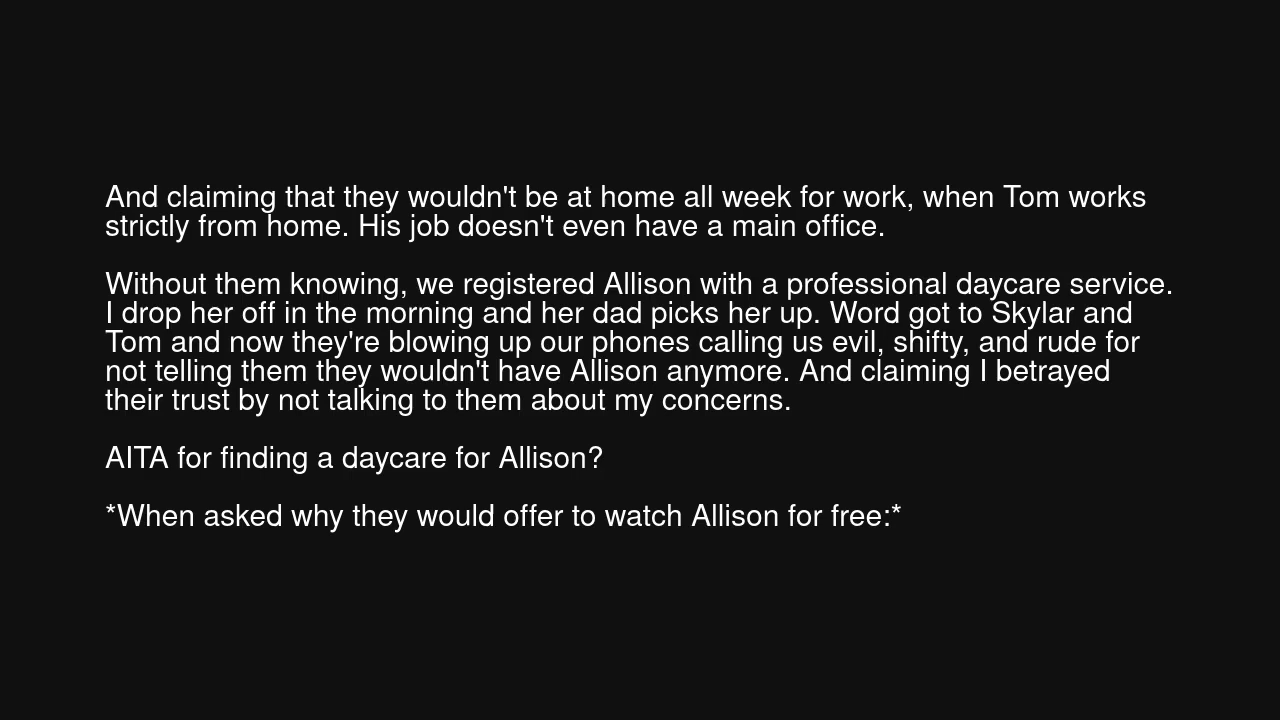 And claiming that they wouldn't be at home all week for work, when Tom works
strictly from home. His job doesn't even have a main office.
Without them knowing, we registered Allison with a professional daycare service.
I drop her off in the morning and her dad picks her up. Word got to Skylar and
Tom and now they're blowing up our phones calling us evil, shifty, and rude for
not telling them they wouldn't have Allison anymore. And claiming I betrayed
their trust by not talking to them about my concerns.
AITA for finding a daycare for Allison?
*When asked why they would offer to watch Allison for free:*